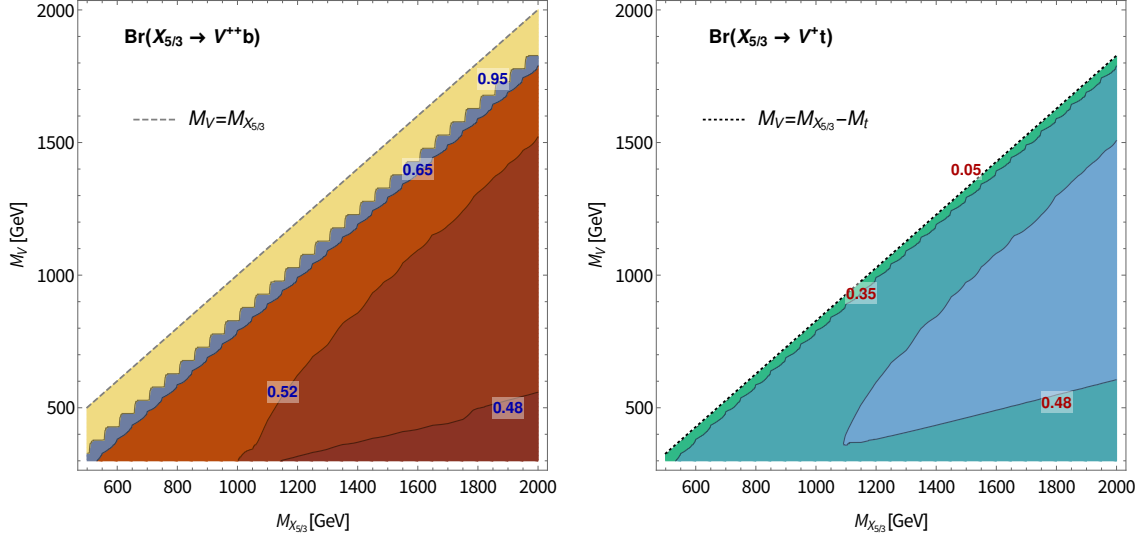 Br(X5/3 → V++b)
M_V=M_X5/3
0.95
0.65
0.52
0.48
2000
1500
1000
500
M_V [GeV]
600 800 1000 1200 1400 1600 1800 2000
M_X5/3 [GeV]
Br(X5/3 → V+t)
M_V=M_X5/3−M_t
0.05
0.35
0.48
2000
1500
1000
500
M_V [GeV]
600 800 1000 1200 1400 1600 1800 2000
M_X5/3 [GeV]